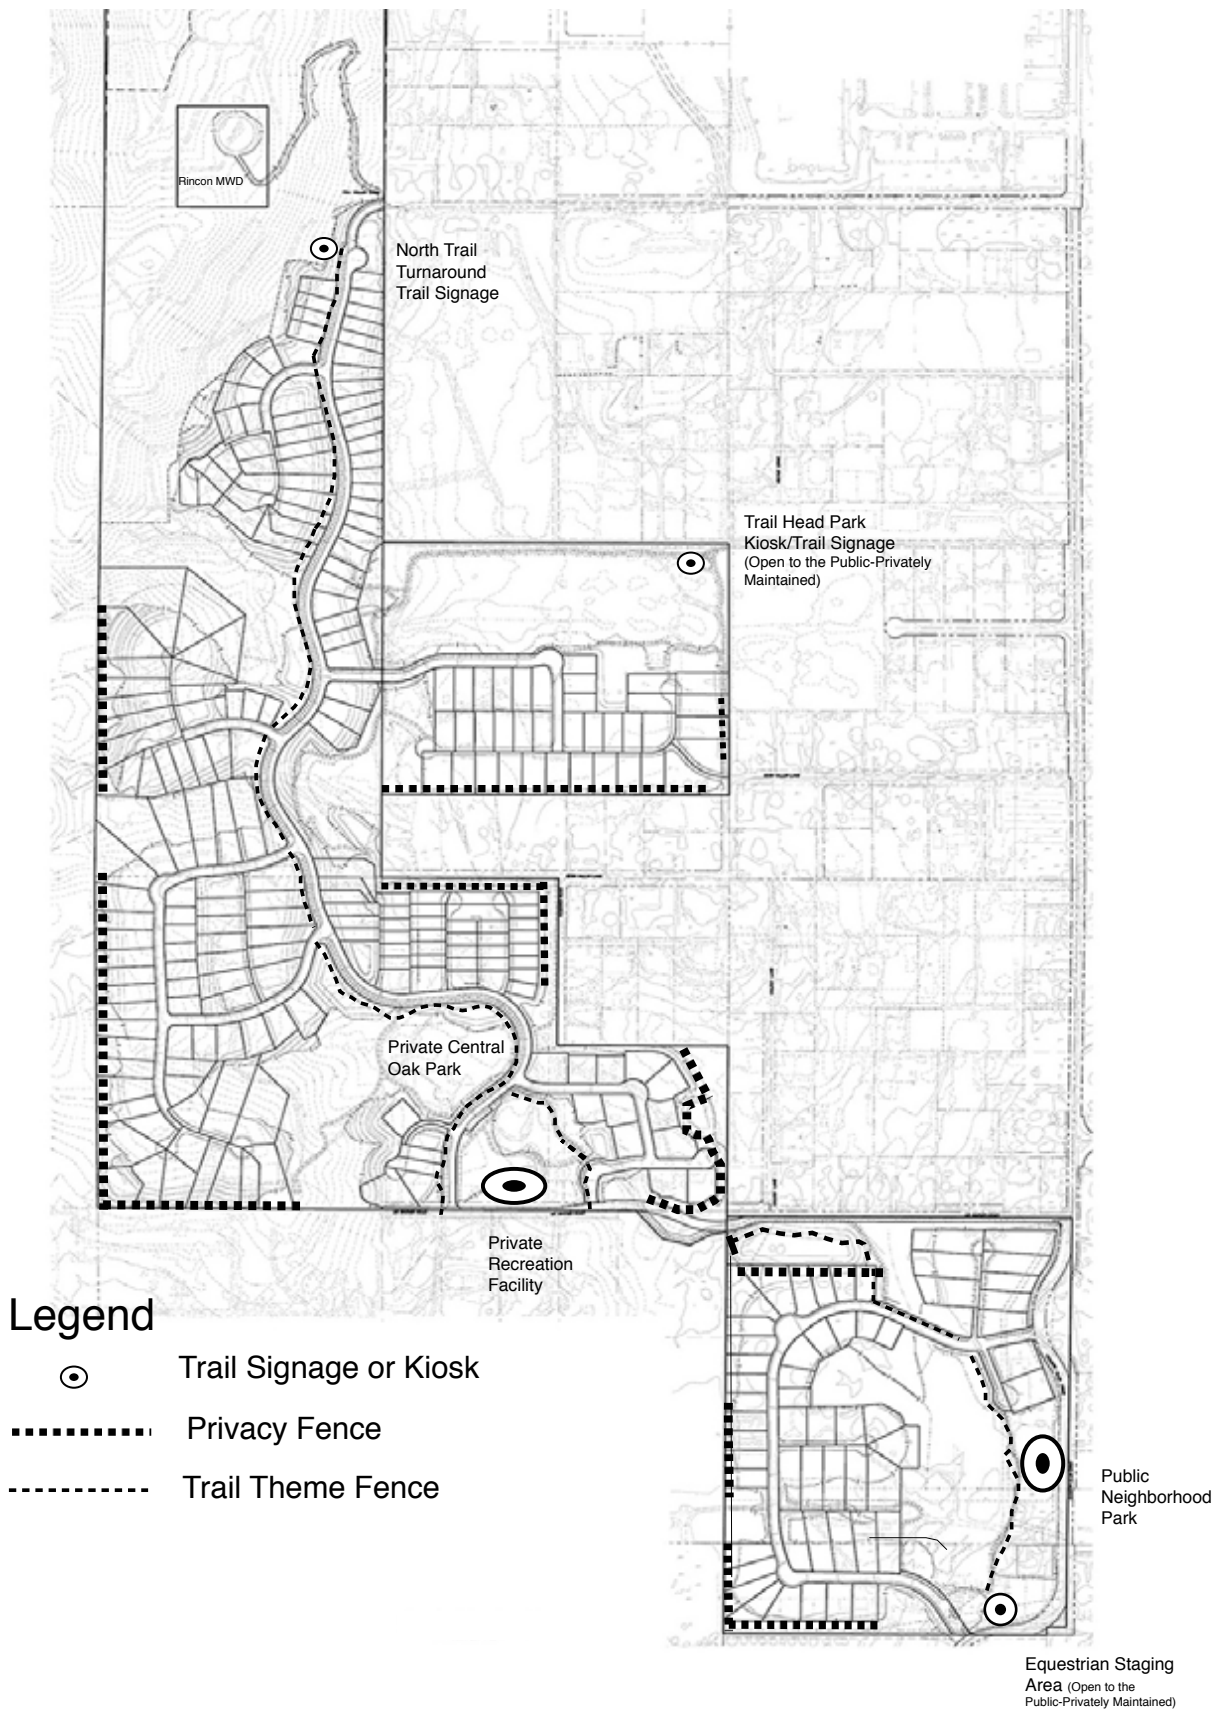 Rincon MWD
North Trail
Turnaround
Trail Signage
Trail Head Park
Kiosk/Trail Signage
(Open to the Public-Privately
Maintained)
Private Central
Oak Park
Private
Recreation
Facility
Legend
Trail Signage or Kiosk
Privacy Fence
Trail Theme Fence
Public
Neighborhood
Park
Equestrian Staging
Area (Open to the
Public-Privately Maintained)